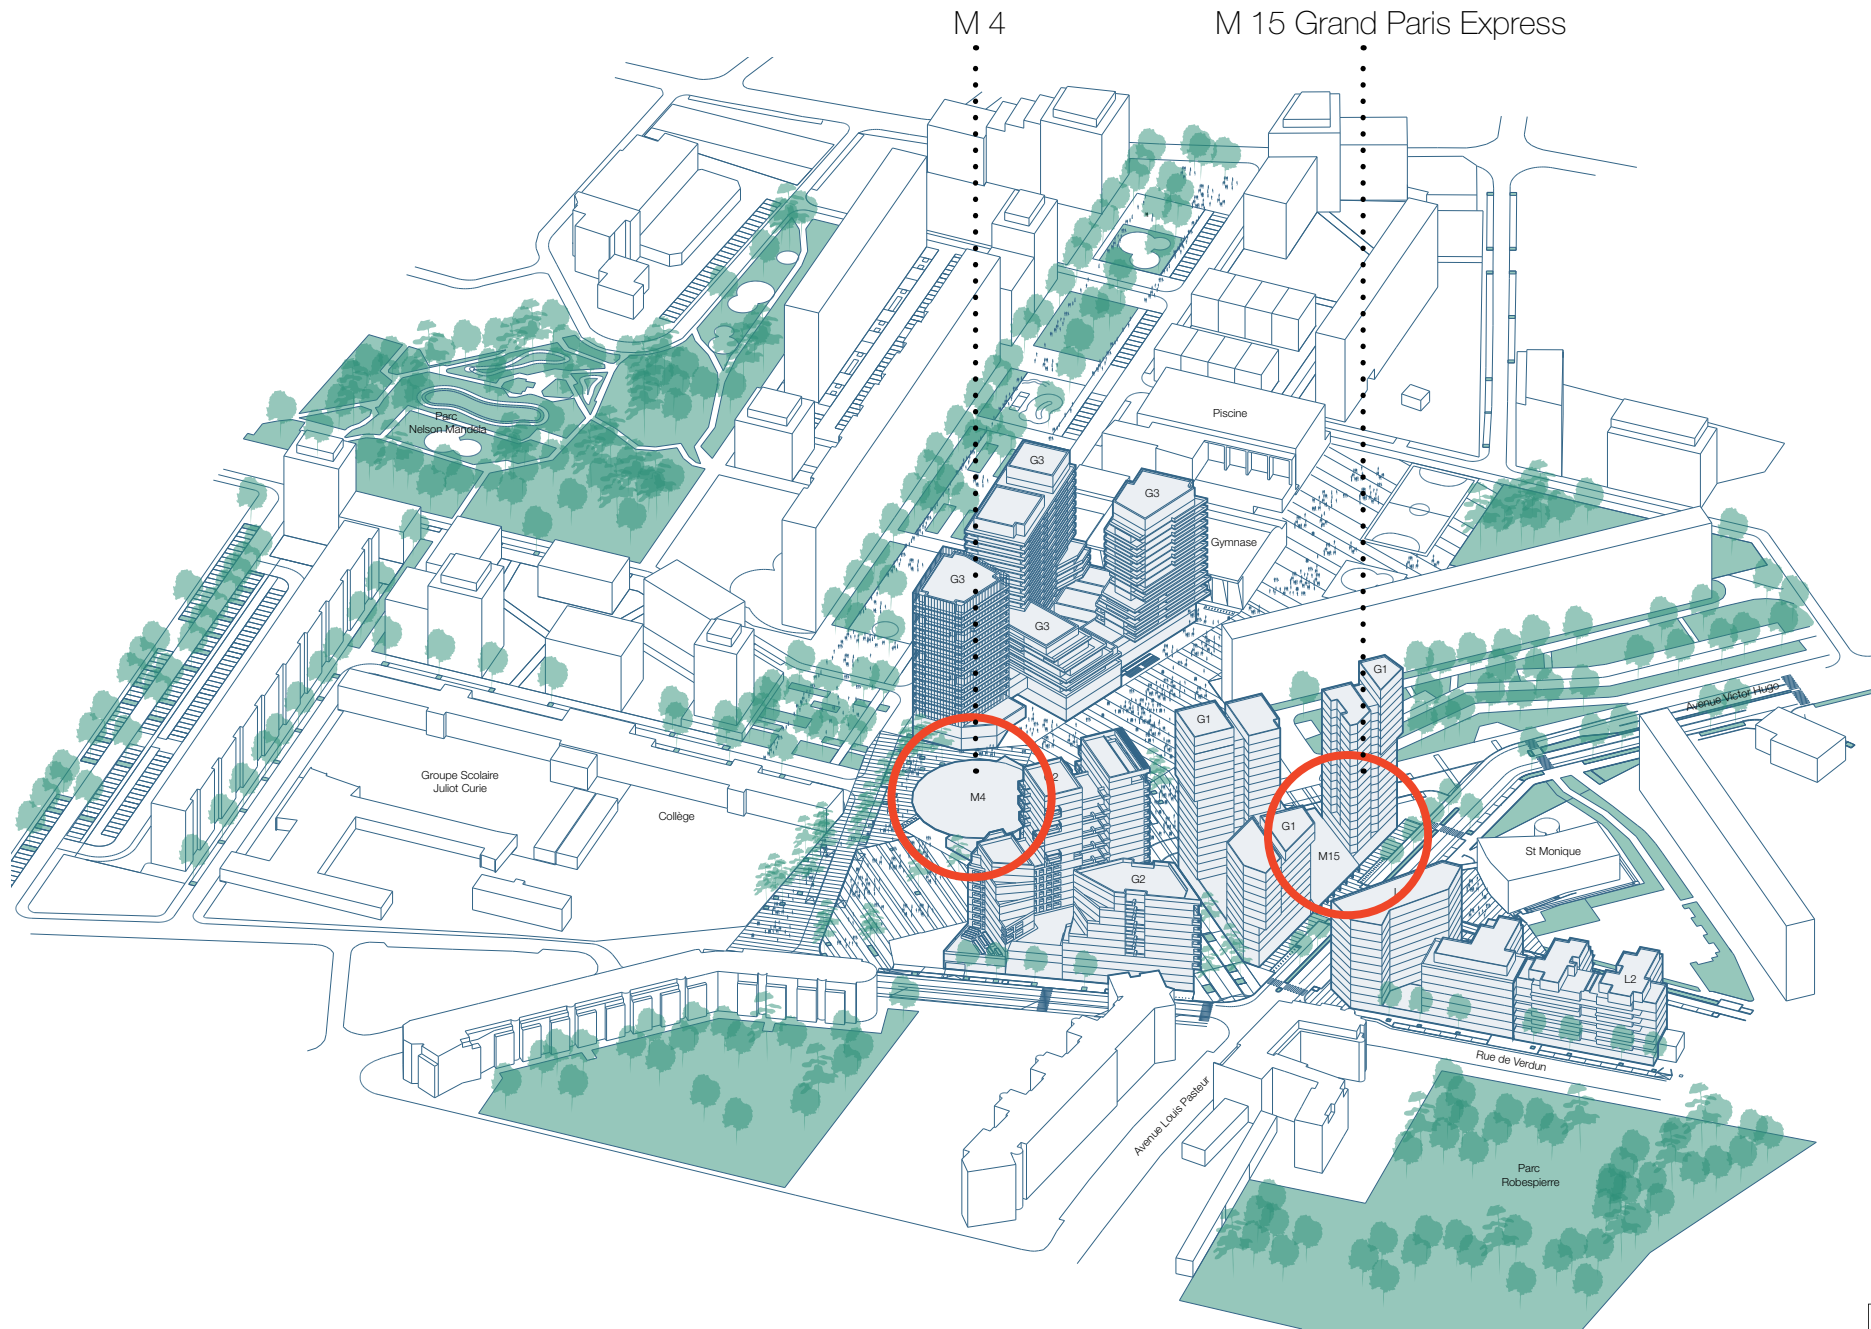 M 4
M 15 Grand Paris Express
Parc
Nelson Mandela
Piscine
G3
G3
Gymnase
G3
G3
G1
Avenue Victor Hugo
G1
Groupe Scolaire
Juliot Curie
Collège
M4
G2
G1
M15
St Monique
G2
L2
Rue de Verdun
Avenue Louis Pasteur
Parc
Robespierre